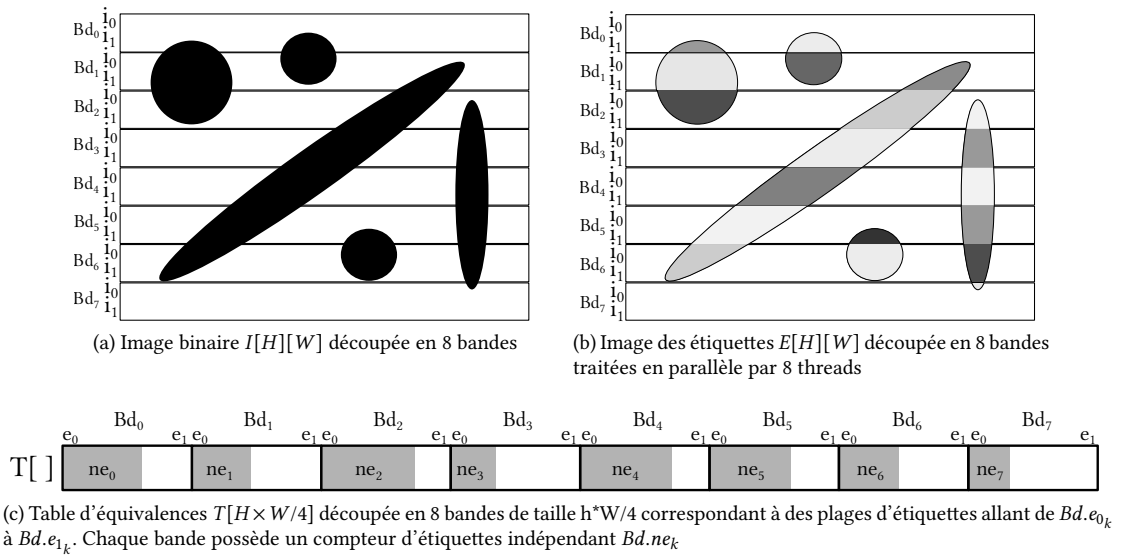 Bd₀ i₀
i₁
Bd₁ i₀
i₁
Bd₂ i₀
i₁
Bd₃ i₀
i₁
Bd₄ i₀
i₁
Bd₅ i₀
i₁
Bd₆ i₀
i₁
Bd₇ i₀
i₁
(a) Image binaire I[H][W] découpée en 8 bandes
Bd₀ i₀
i₁
Bd₁ i₀
i₁
Bd₂ i₀
i₁
Bd₃ i₀
i₁
Bd₄ i₀
i₁
Bd₅ i₀
i₁
Bd₆ i₀
i₁
Bd₇ i₀
i₁
(b) Image des étiquettes E[H][W] découpée en 8 bandes
traitées en parallèle par 8 threads
Bd₀ Bd₁ Bd₂ Bd₃ Bd₄ Bd₅ Bd₆ Bd₇
e₀ e₁ e₀ e₁ e₀ e₁ e₀ e₁ e₀ e₁ e₀ e₁ e₀ e₁ e₀ e₁
T[ ] ne₀ ne₁ ne₂ ne₃ ne₄ ne₅ ne₆ ne₇
(c) Table d'équivalences T[H×W/4] découpée en 8 bandes de taille h*W/4 correspondant à des plages d'étiquettes allant de Bd.e₀ₖ
à Bd.e₁ₖ. Chaque bande possède un compteur d'étiquettes indépendant Bd.neₖ